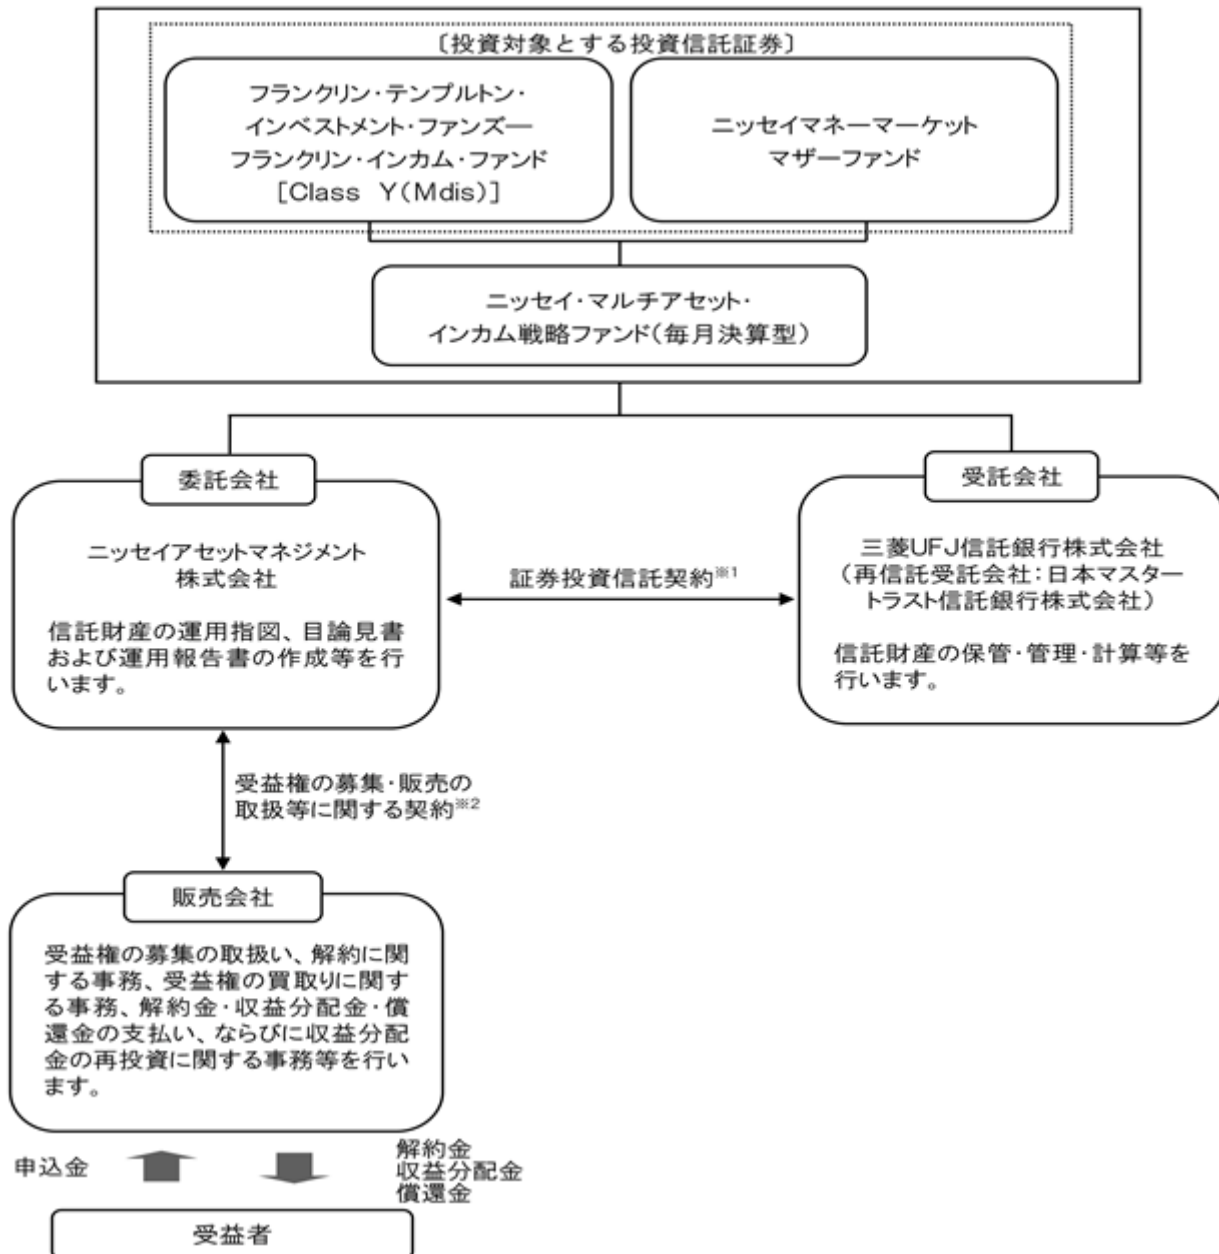 〔投資対象とする投資信託証券〕
フランクリン・テンプルトン・
インベストメント・ファンズ―
フランクリン・インカム・ファンド
[Class Y(Mdis)]
ニッセイマネーマーケット
マザーファンド
ニッセイ・マルチアセット・
インカム戦略ファンド(毎月決算型)
委託会社
ニッセイアセットマネジメント
株式会社
信託財産の運用指図、目論見書
および運用報告書の作成等を行
います。
証券投資信託契約※1
受託会社
三菱UFJ信託銀行株式会社
(再信託受託会社:日本マスター
トラスト信託銀行株式会社)
信託財産の保管・管理・計算等を
行います。
受益権の募集・販売の
取扱等に関する契約※2
販売会社
受益権の募集の取扱い、解約に関
する事務、受益権の買取りに関す
る事務、解約金・収益分配金・償
還金の支払い、ならびに収益分配
金の再投資に関する事務等を行い
ます。
申込金
解約金
収益分配金
償還金
受益者